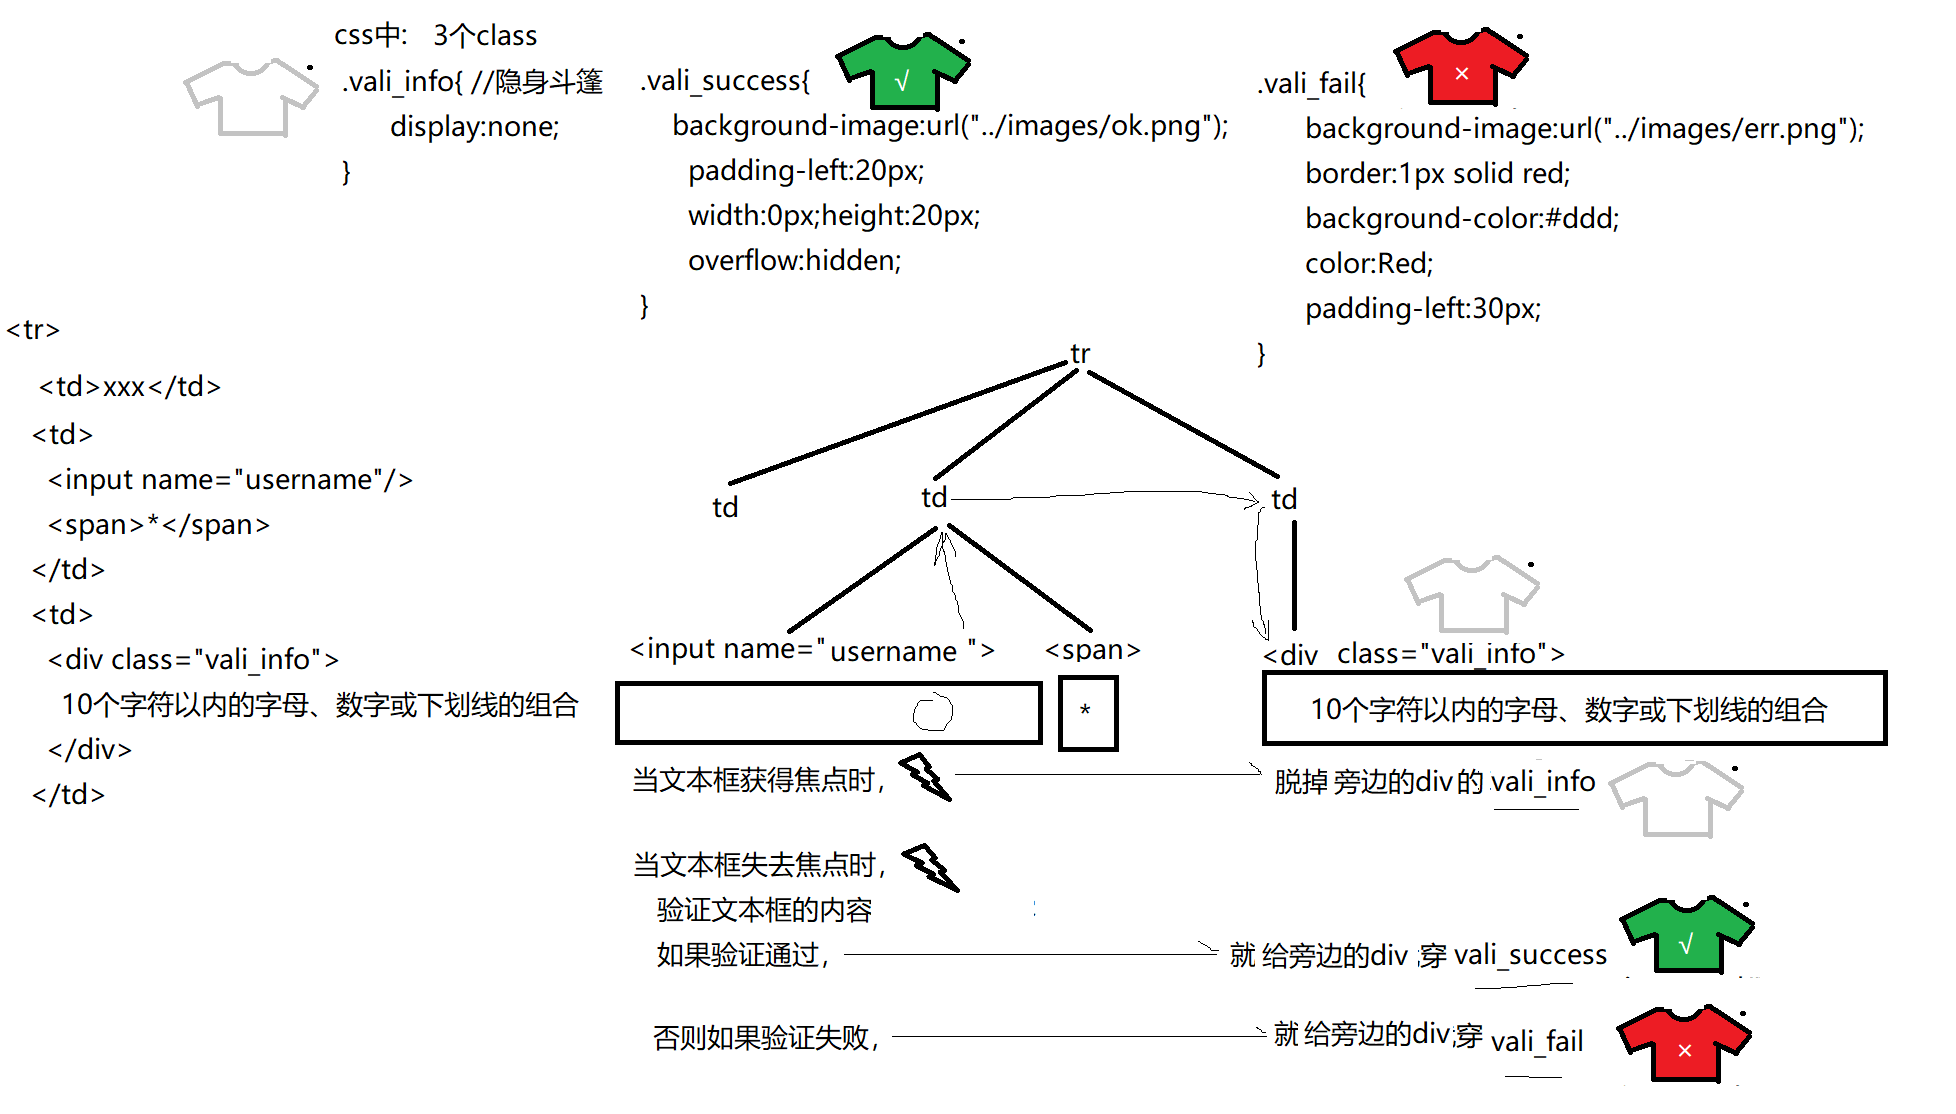 css中: 3个class
.vali_info{ //隐身斗篷
display:none;
}
.vali_success{
√
background-image:url("../images/ok.png");
padding-left:20px;
width:0px;height:20px;
overflow:hidden;
}
.vali_fail{
×
background-image:url("../images/err.png");
border:1px solid red;
background-color:#ddd;
color:Red;
padding-left:30px;
}
<tr>
<td>xxx</td>
<td>
<input name="username"/>
<span>*</span>
</td>
<td>
<div class="vali_info">
10个字符以内的字母、数字或下划线的组合
</div>
</td>
tr
td
td
td
<input name="username">
<span>
<div class="vali_info">
*
10个字符以内的字母、数字或下划线的组合
当文本框获得焦点时,
脱掉 旁边的div的 vali_info
当文本框失去焦点时,
验证文本框的内容
如果验证通过,
就给旁边的div 穿 vali_success
√
否则如果验证失败,
就给旁边的div穿 vali_fail
×